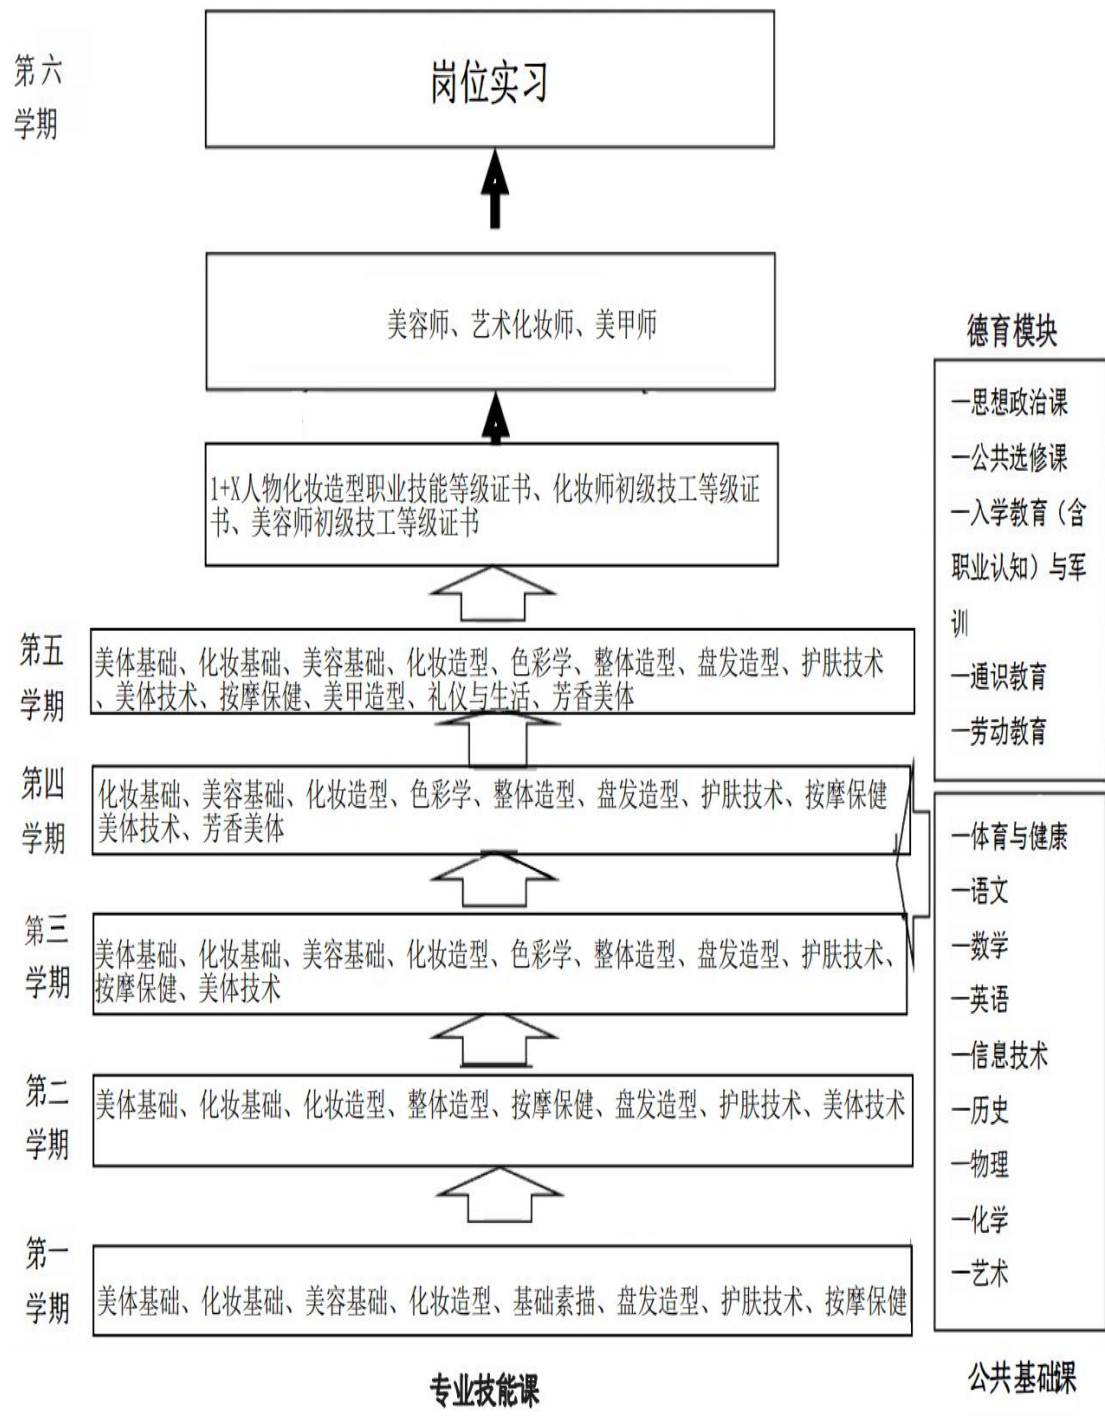 第六
学期
岗位实习
美容师、艺术化妆师、美甲师
1+X人物化妆造型职业技能等级证书、化妆师初级技工等级证
书、美容师初级技工等级证书
第五
学期
美体基础、化妆基础、美容基础、化妆造型、色彩学、整体造型、盘发造型、护肤技术
、美体技术、按摩保健、美甲造型、礼仪与生活、芳香美体
第四
学期
化妆基础、美容基础、化妆造型、色彩学、整体造型、盘发造型、护肤技术、按摩保健
美体技术、芳香美体
第三
学期
美体基础、化妆基础、美容基础、化妆造型、色彩学、整体造型、盘发造型、护肤技术、
按摩保健、美体技术
第二
学期
美体基础、化妆基础、化妆造型、整体造型、按摩保健、盘发造型、护肤技术、美体技术
第一
学期
美体基础、化妆基础、美容基础、化妆造型、基础素描、盘发造型、护肤技术、按摩保健
专业技能课
德育模块
一思想政治课
一公共选修课
一入学教育（含
职业认知）与军
训
一通识教育
一劳动教育
一体育与健康
一语文
一数学
一英语
一信息技术
一历史
一物理
一化学
一艺术
公共基础课